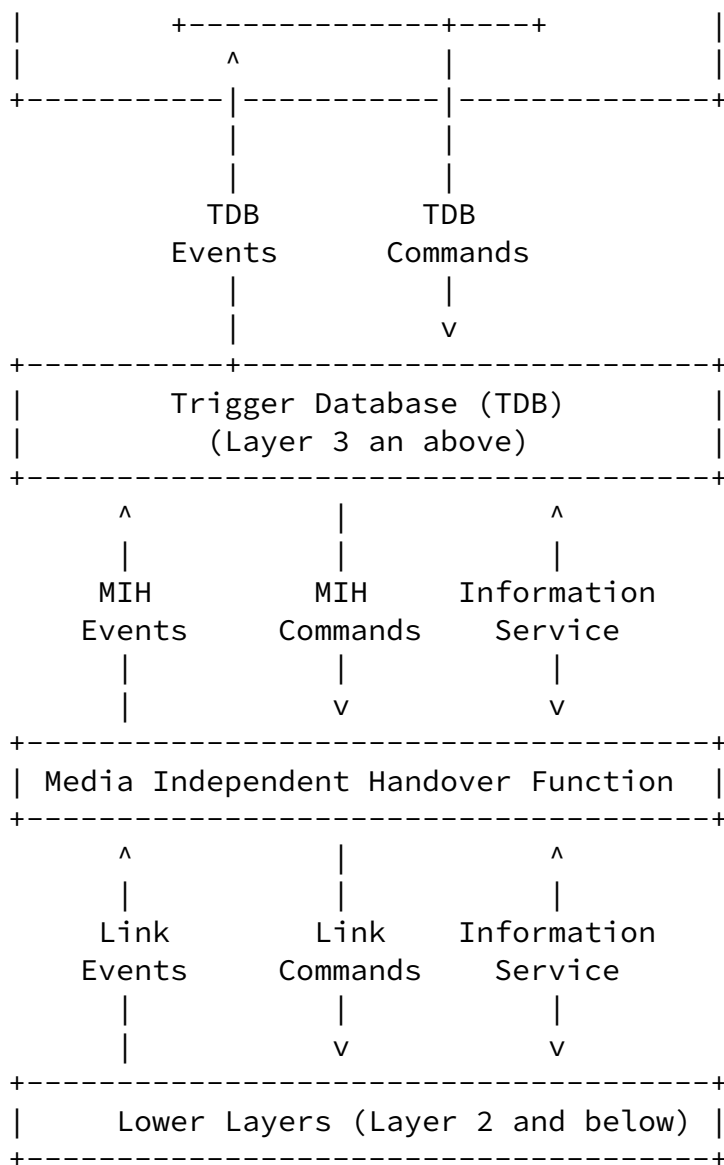 TDB TDB
Events Commands
Trigger Database (TDB)
(Layer 3 an above)
MIH MIH Information
Events Commands Service
Media Independent Handover Function
Link Link Information
Events Commands Service
Lower Layers (Layer 2 and below)